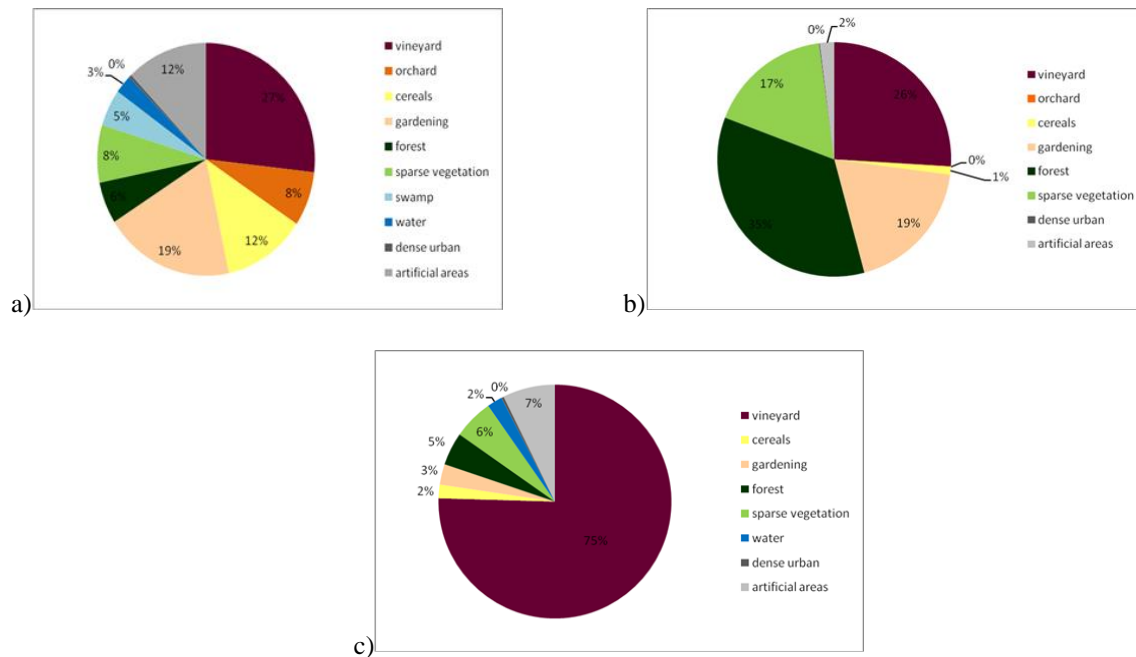 a)
27%
8%
12%
19%
6%
8%
5%
3%
0%
12%
vineyard
orchard
cereals
gardening
forest
sparse vegetation
swamp
water
dense urban
artificial areas
b)
26%
0%
1%
19%
35%
17%
0%
2%
vineyard
orchard
cereals
gardening
forest
sparse vegetation
dense urban
artificial areas
c)
75%
2%
3%
5%
6%
2%
0%
7%
vineyard
cereals
gardening
forest
sparse vegetation
water
dense urban
artificial areas